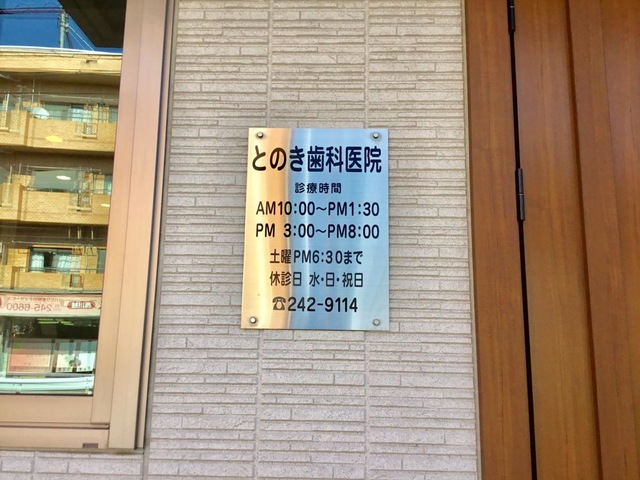 とのき歯科医院
診療時間
AM10:00〜PM1:30
PM 3:00〜PM8:00
土曜PM6:30まで
休診日 水・日・祝日
☎242-9114
245-6600